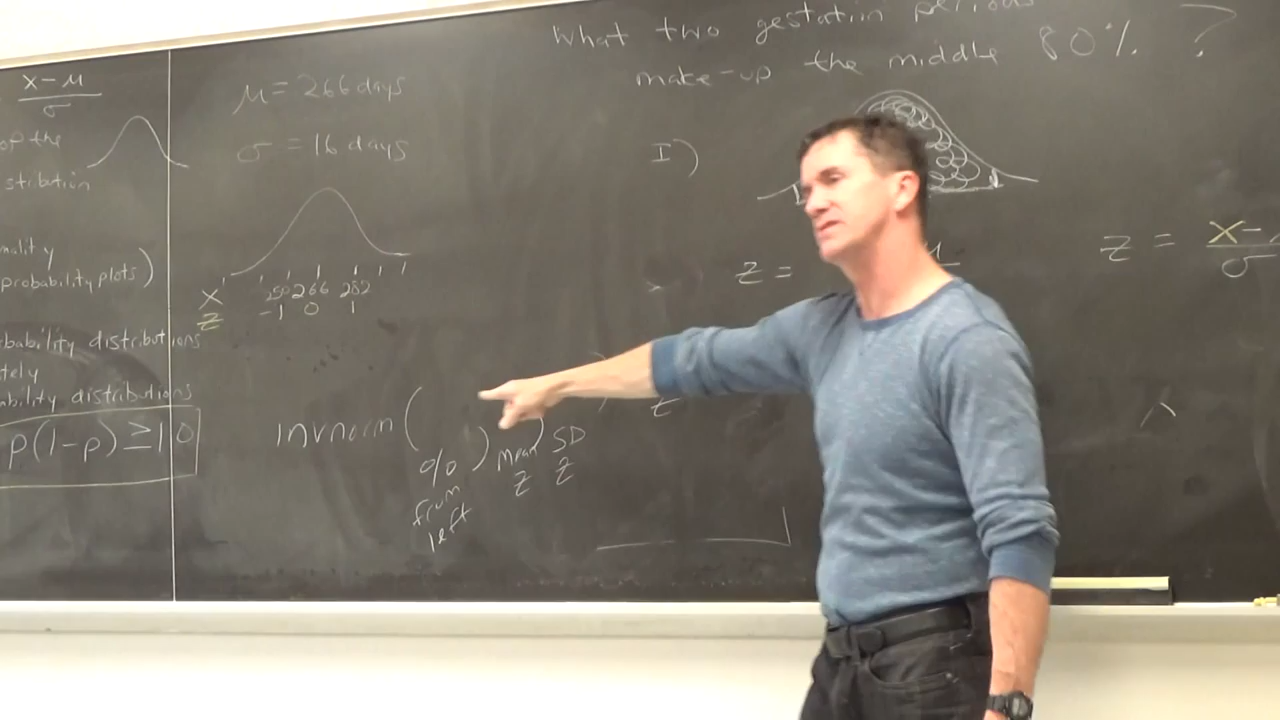 x - μ
σ
of the
stribution
mality
probability plots)
bability distributions
tely
ability distributions
p(1-p) ≥ 10
μ = 266 days
σ = 16 days
x
250 266 282
z
-1 0 1
invnorm (
% ) mean SD
from z z
left
What two gestation periods
make-up the middle 80% ?
I)
z =
z
z = x -
σ